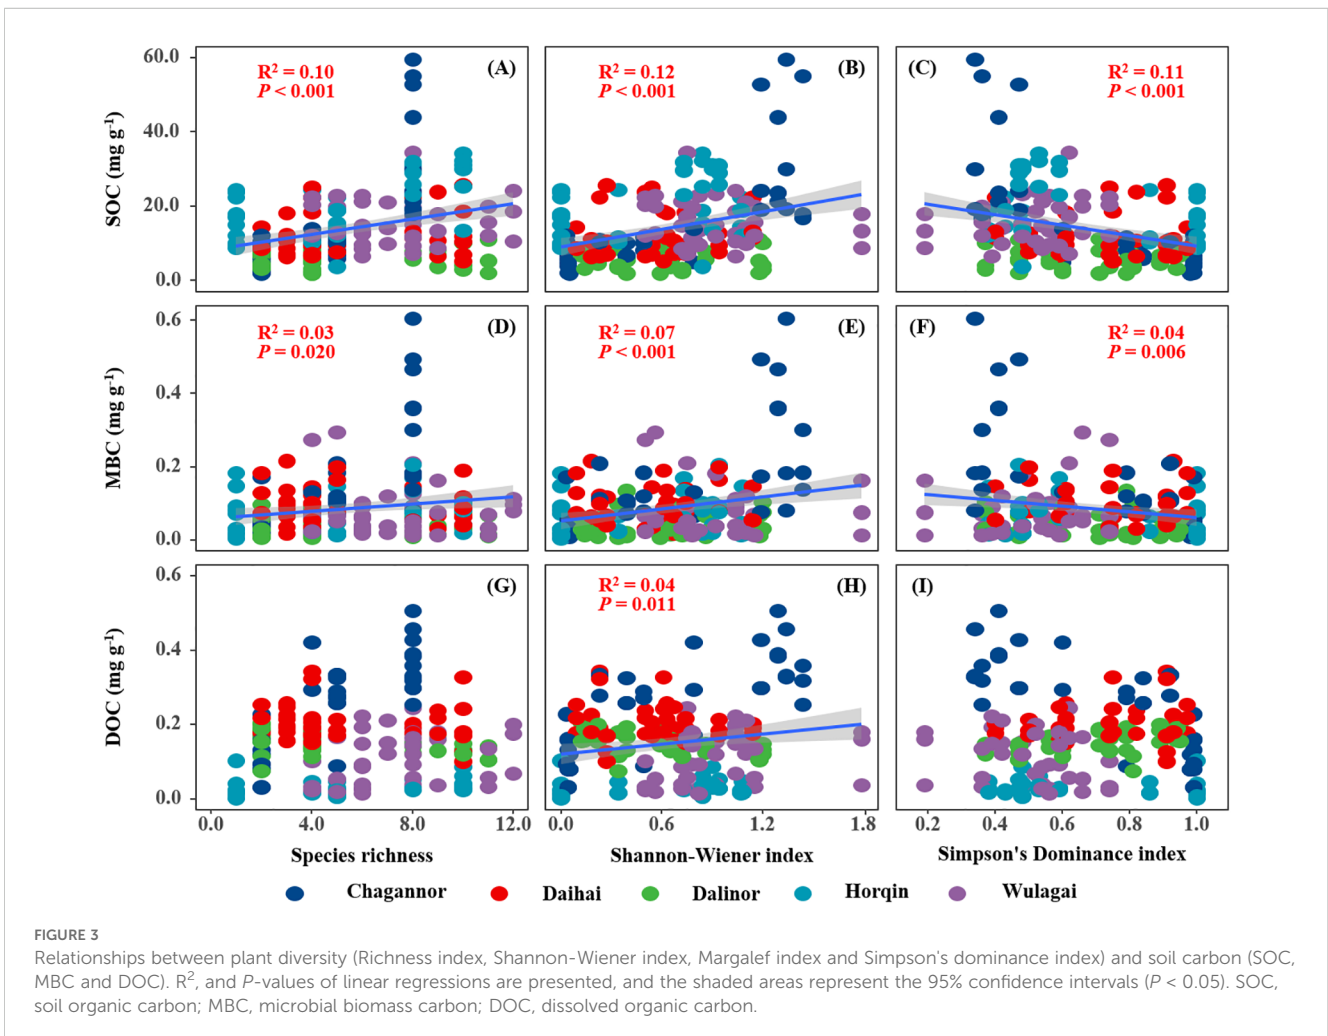 60.0
40.0
20.0
0.0
SOC (mg g⁻¹)
R² = 0.10
P < 0.001
(A)
R² = 0.12
P < 0.001
(B)
(C)
R² = 0.11
P < 0.001
0.6
0.4
0.2
0.0
MBC (mg g⁻¹)
R² = 0.03
P = 0.020
(D)
R² = 0.07
P < 0.001
(E)
(F)
R² = 0.04
P = 0.006
0.6
0.4
0.2
0.0
DOC (mg g⁻¹)
(G)
R² = 0.04
P = 0.011
(H)
(I)
0.0 4.0 8.0 12.0 0.0 0.6 1.2 1.8 0.2 0.4 0.6 0.8 1.0
Species richness Shannon-Wiener index Simpson's Dominance index
Chagannor Daihai Dalinor Horqin Wulagai
FIGURE 3
Relationships between plant diversity (Richness index, Shannon-Wiener index, Margalef index and Simpson's dominance index) and soil carbon (SOC,
MBC and DOC). R², and P-values of linear regressions are presented, and the shaded areas represent the 95% confidence intervals (P < 0.05). SOC,
soil organic carbon; MBC, microbial biomass carbon; DOC, dissolved organic carbon.